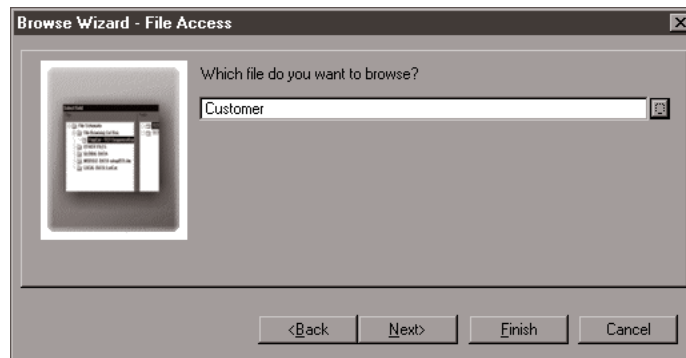 Browse Wizard - File Access
Which file do you want to browse?
Customer
<Back
Next>
Finish
Cancel